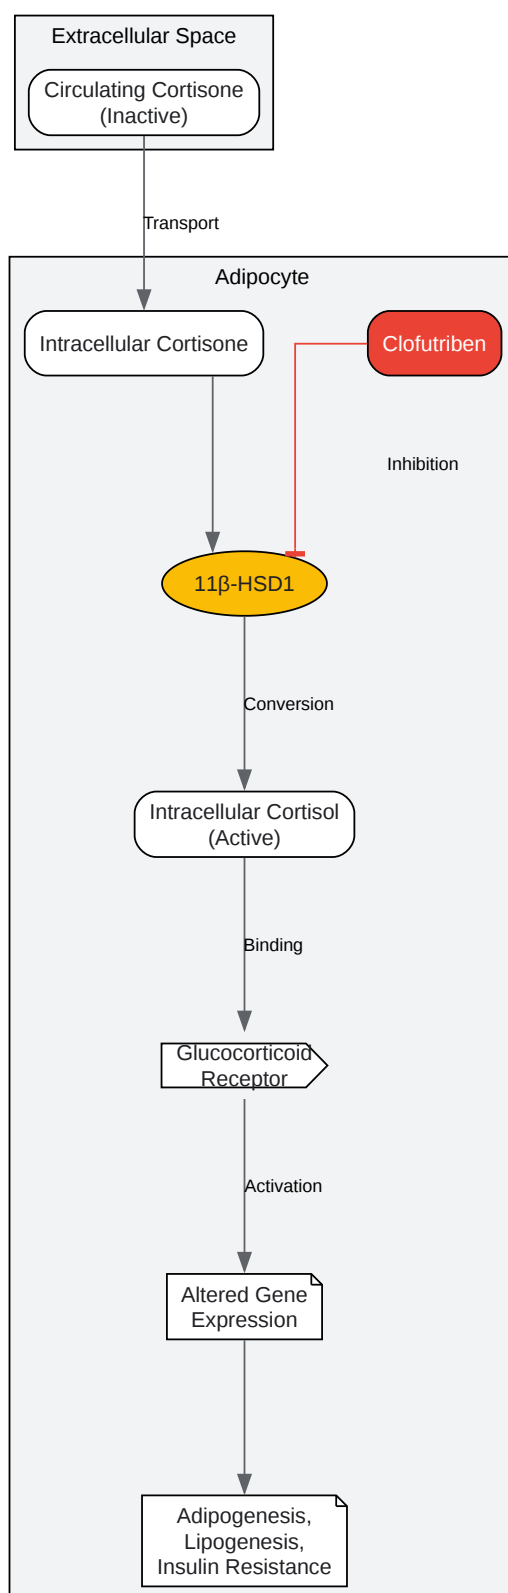 Extracellular Space
Circulating Cortisone
(Inactive)
Transport
Adipocyte
Intracellular Cortisone
Clofutriben
Inhibition
11β-HSD1
Conversion
Intracellular Cortisol
(Active)
Binding
Glucocorticoid
Receptor
Activation
Altered Gene
Expression
Adipogenesis,
Lipogenesis,
Insulin Resistance